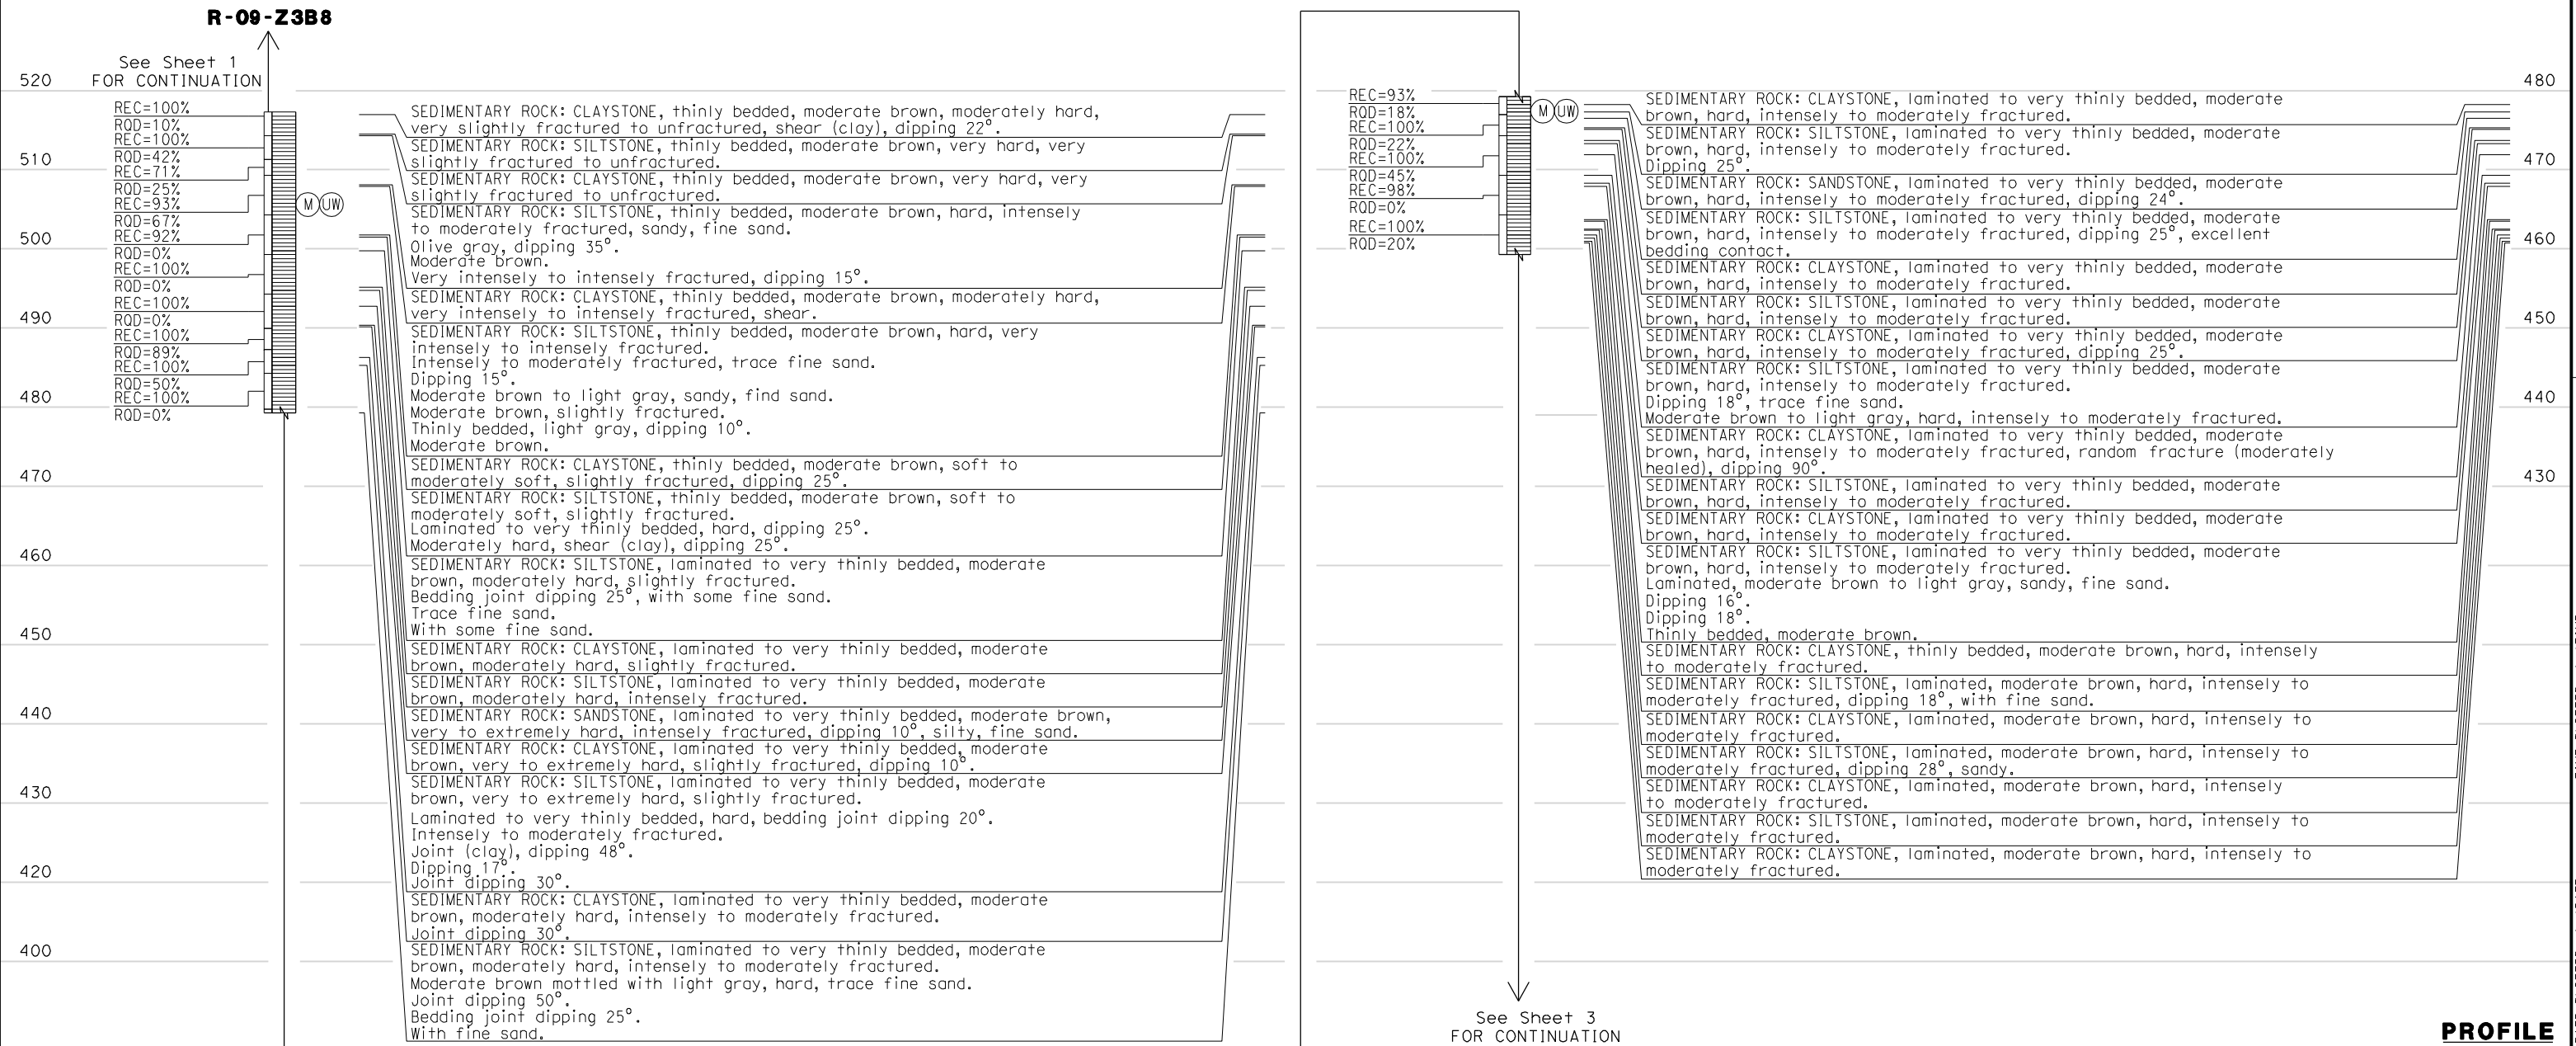 R-09-Z3B8
See Sheet 1
FOR CONTINUATION
520
510
500
490
480
470
460
450
440
430
420
400
REC=100%
RQD=10%
REC=100%
RQD=42%
REC=71%
RQD=25%
REC=93%
RQD=67%
REC=92%
RQD=0%
REC=100%
RQD=0%
REC=100%
RQD=0%
REC=100%
RQD=89%
REC=100%
RQD=50%
REC=100%
RQD=0%
M UW
SEDIMENTARY ROCK: CLAYSTONE, thinly bedded, moderate brown, moderately hard,
very slightly fractured to unfractured, shear (clay), dipping 22°.
SEDIMENTARY ROCK: SILTSTONE, thinly bedded, moderate brown, very hard, very
slightly fractured to unfractured.
SEDIMENTARY ROCK: CLAYSTONE, thinly bedded, moderate brown, very hard, very
slightly fractured to unfractured.
SEDIMENTARY ROCK: SILTSTONE, thinly bedded, moderate brown, hard, intensely
to moderately fractured, sandy, fine sand.
Olive gray, dipping 35°.
Moderate brown.
Very intensely to intensely fractured, dipping 15°.
SEDIMENTARY ROCK: CLAYSTONE, thinly bedded, moderate brown, moderately hard,
very intensely to intensely fractured, shear.
SEDIMENTARY ROCK: SILTSTONE, thinly bedded, moderate brown, hard, very
intensely to intensely fractured.
Intensely to moderately fractured, trace fine sand.
Dipping 15°.
Moderate brown to light gray, sandy, find sand.
Moderate brown, slightly fractured.
Thinly bedded, light gray, dipping 10°.
Moderate brown.
SEDIMENTARY ROCK: CLAYSTONE, thinly bedded, moderate brown, soft to
moderately soft, slightly fractured, dipping 25°.
SEDIMENTARY ROCK: SILTSTONE, thinly bedded, moderate brown, soft to
moderately soft, slightly fractured.
Laminated to very thinly bedded, hard, dipping 25°.
Moderately hard, shear (clay), dipping 25°.
SEDIMENTARY ROCK: SILTSTONE, laminated to very thinly bedded, moderate
brown, moderately hard, slightly fractured.
Bedding joint dipping 25°, with some fine sand.
Trace fine sand.
With some fine sand.
SEDIMENTARY ROCK: CLAYSTONE, laminated to very thinly bedded, moderate
brown, moderately hard, slightly fractured.
SEDIMENTARY ROCK: SILTSTONE, laminated to very thinly bedded, moderate
brown, moderately hard, intensely fractured.
SEDIMENTARY ROCK: SANDSTONE, laminated to very thinly bedded, moderate brown,
very to extremely hard, intensely fractured, dipping 10°, silty, fine sand.
SEDIMENTARY ROCK: CLAYSTONE, laminated to very thinly bedded, moderate
brown, very to extremely hard, slightly fractured, dipping 10°.
SEDIMENTARY ROCK: SILTSTONE, laminated to very thinly bedded, moderate
brown, very to extremely hard, slightly fractured.
Laminated to very thinly bedded, hard, bedding joint dipping 20°.
Intensely to moderately fractured.
Joint (clay), dipping 48°.
Dipping 17°.
Joint dipping 30°.
SEDIMENTARY ROCK: CLAYSTONE, laminated to very thinly bedded, moderate
brown, moderately hard, intensely to moderately fractured.
Joint dipping 30°.
SEDIMENTARY ROCK: SILTSTONE, laminated to very thinly bedded, moderate
brown, moderately hard, intensely to moderately fractured.
Moderate brown mottled with light gray, hard, trace fine sand.
Joint dipping 50°.
Bedding joint dipping 25°.
With fine sand.
REC=93%
RQD=18%
REC=100%
RQD=22%
REC=100%
RQD=45%
REC=98%
RQD=0%
REC=100%
RQD=20%
M UW
SEDIMENTARY ROCK: CLAYSTONE, laminated to very thinly bedded, moderate
brown, hard, intensely to moderately fractured.
SEDIMENTARY ROCK: SILTSTONE, laminated to very thinly bedded, moderate
brown, hard, intensely to moderately fractured.
Dipping 25°.
SEDIMENTARY ROCK: SANDSTONE, laminated to very thinly bedded, moderate
brown, hard, intensely to moderately fractured, dipping 24°.
SEDIMENTARY ROCK: SILTSTONE, laminated to very thinly bedded, moderate
brown, hard, intensely to moderately fractured, dipping 25°, excellent
bedding contact.
SEDIMENTARY ROCK: CLAYSTONE, laminated to very thinly bedded, moderate
brown, hard, intensely to moderately fractured.
SEDIMENTARY ROCK: SILTSTONE, laminated to very thinly bedded, moderate
brown, hard, intensely to moderately fractured.
SEDIMENTARY ROCK: CLAYSTONE, laminated to very thinly bedded, moderate
brown, hard, intensely to moderately fractured, dipping 25°.
SEDIMENTARY ROCK: SILTSTONE, laminated to very thinly bedded, moderate
brown, hard, intensely to moderately fractured.
Dipping 18°, trace fine sand.
Moderate brown to light gray, hard, intensely to moderately fractured.
SEDIMENTARY ROCK: CLAYSTONE, laminated to very thinly bedded, moderate
brown, hard, intensely to moderately fractured, random fracture (moderately
healed), dipping 90°.
SEDIMENTARY ROCK: SILTSTONE, laminated to very thinly bedded, moderate
brown, hard, intensely to moderately fractured.
SEDIMENTARY ROCK: CLAYSTONE, laminated to very thinly bedded, moderate
brown, hard, intensely to moderately fractured.
SEDIMENTARY ROCK: SILTSTONE, laminated to very thinly bedded, moderate
brown, hard, intensely to moderately fractured.
Laminated, moderate brown to light gray, sandy, fine sand.
Dipping 16°.
Dipping 18°.
Thinly bedded, moderate brown.
SEDIMENTARY ROCK: CLAYSTONE, thinly bedded, moderate brown, hard, intensely
to moderately fractured.
SEDIMENTARY ROCK: SILTSTONE, laminated, moderate brown, hard, intensely to
moderately fractured, dipping 18°, with fine sand.
SEDIMENTARY ROCK: CLAYSTONE, laminated, moderate brown, hard, intensely to
moderately fractured.
SEDIMENTARY ROCK: SILTSTONE, laminated, moderate brown, hard, intensely to
moderately fractured, dipping 28°, sandy.
SEDIMENTARY ROCK: CLAYSTONE, laminated, moderate brown, hard, intensely
to moderately fractured.
SEDIMENTARY ROCK: SILTSTONE, laminated, moderate brown, hard, intensely to
moderately fractured.
SEDIMENTARY ROCK: CLAYSTONE, laminated, moderate brown, hard, intensely to
moderately fractured.
480
470
460
450
440
430
See Sheet 3
FOR CONTINUATION
PROFILE